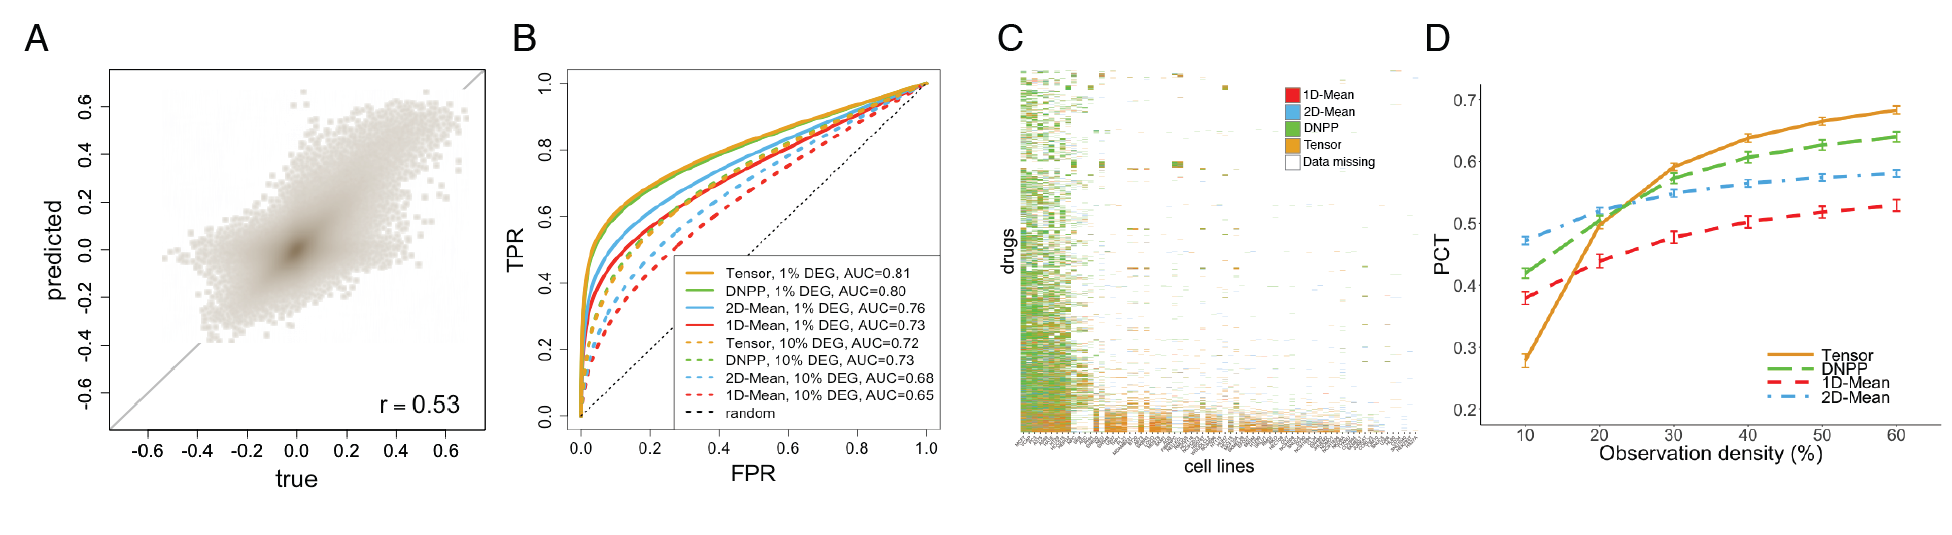 A
0.6
0.4
0.2
0.0
-0.2
-0.4
-0.6
predicted
r = 0.53
-0.6
-0.4
-0.2
0.0
0.2
0.4
0.6
true
B
1.0
0.8
0.6
0.4
0.2
0.0
TPR
Tensor, 1% DEG, AUC=0.81
DNPP, 1% DEG, AUC=0.80
2D-Mean, 1% DEG, AUC=0.76
1D-Mean, 1% DEG, AUC=0.73
Tensor, 10% DEG, AUC=0.72
DNPP, 10% DEG, AUC=0.73
2D-Mean, 10% DEG, AUC=0.68
1D-Mean, 10% DEG, AUC=0.65
random
0.0
0.2
0.4
0.6
0.8
1.0
FPR
C
1D-Mean
2D-Mean
DNPP
Tensor
Data missing
drugs
cell lines
D
0.7
0.6
0.5
0.4
0.3
0.2
PCT
Tensor
DNPP
1D-Mean
2D-Mean
10
20
30
40
50
60
Observation density (%)